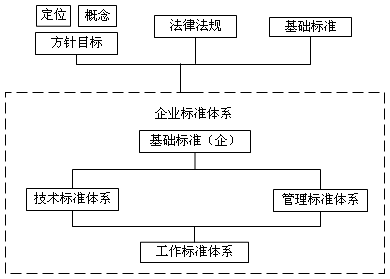 定位 概念
方针目标 法律法规 基础标准
企业标准体系
基础标准（企）
技术标准体系 管理标准体系
工作标准体系